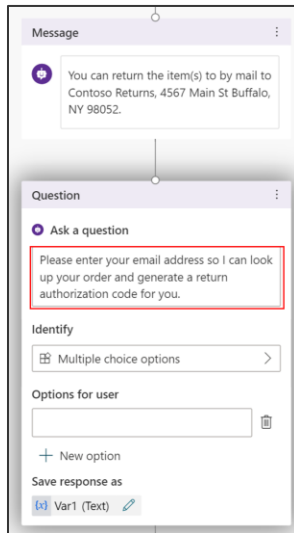 Message
You can return the item(s) to by mail to
Contoso Returns, 4567 Main St Buffalo,
NY 98052.
Question
Ask a question
Please enter your email address so I can look
up your order and generate a return
authorization code for you.
Identify
Multiple choice options
Options for user
New option
Save response as
{x} Var1 (Text)